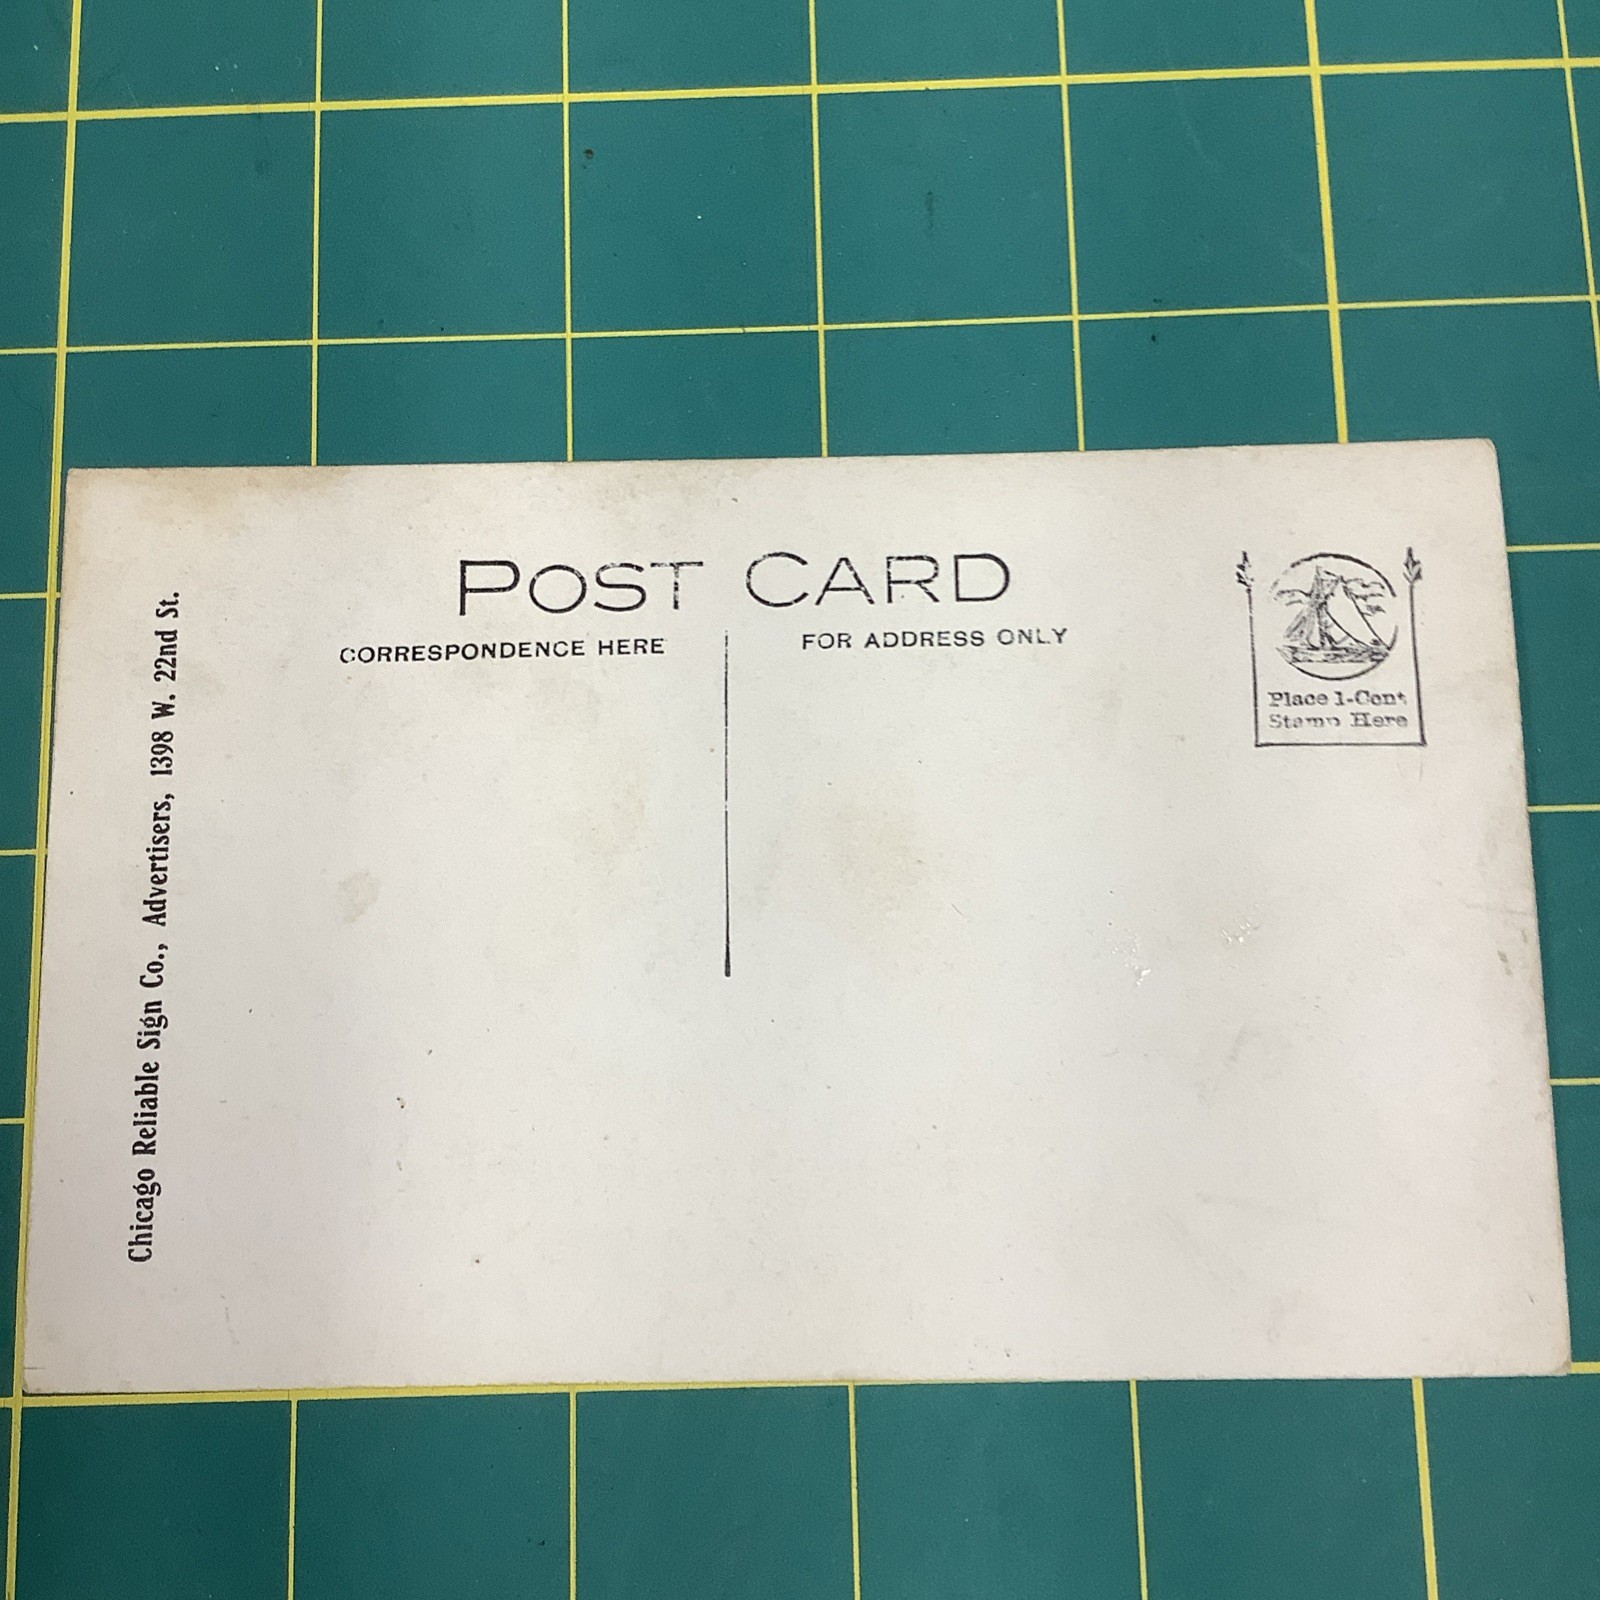 POST CARD
CORRESPONDENCE HERE
FOR ADDRESS ONLY
Place 1-Cent
Stamp Here
Chicago Reliable Sign Co., Advertisers, 1398 W. 22nd St.